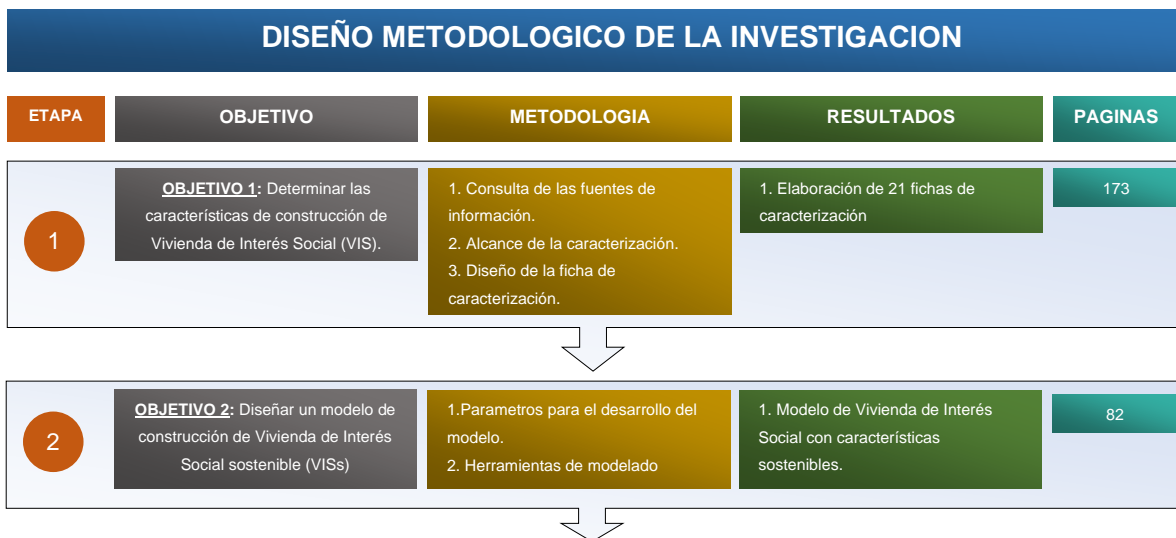 DISEÑO METODOLOGICO DE LA INVESTIGACION
ETAPA
OBJETIVO
METODOLOGIA
RESULTADOS
PAGINAS
1
OBJETIVO 1: Determinar las
características de construcción de
Vivienda de Interés Social (VIS).
1. Consulta de las fuentes de
información.
2. Alcance de la caracterización.
3. Diseño de la ficha de
caracterización.
1. Elaboración de 21 fichas de
caracterización
173
2
OBJETIVO 2: Diseñar un modelo de
construcción de Vivienda de Interés
Social sostenible (VISs)
1.Parametros para el desarrollo del
modelo.
2. Herramientas de modelado
1. Modelo de Vivienda de Interés
Social con características
sostenibles.
82